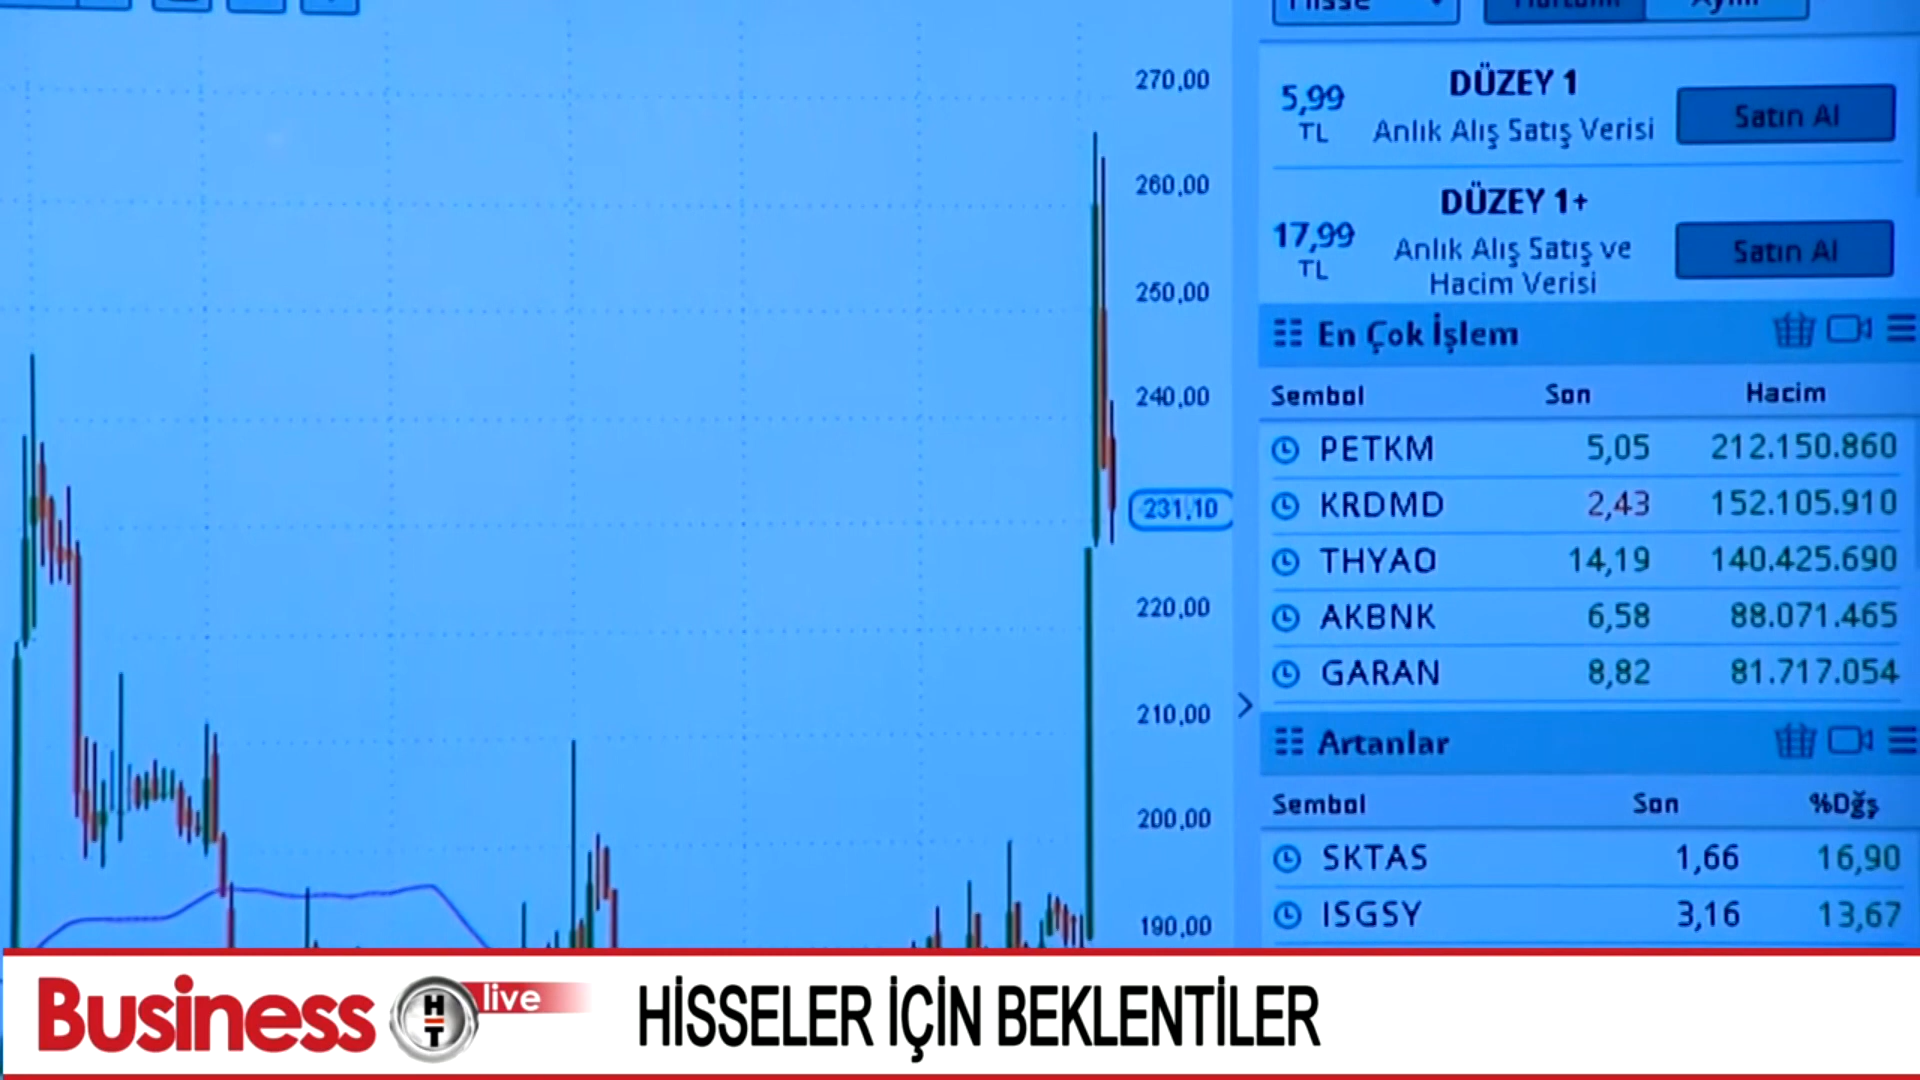 Hisse
Haftalık
Aylık
270,00
260,00
250,00
240,00
231,10
220,00
210,00
200,00
190,00
5,99
TL
DÜZEY 1
Anlık Alış Satış Verisi
Satın Al
17,99
TL
DÜZEY 1+
Anlık Alış Satış ve
Hacim Verisi
Satın Al
En Çok İşlem
Sembol Son Hacim
PETKM 5,05 212.150.860
KRDMD 2,43 152.105.910
THYAO 14,19 140.425.690
AKBNK 6,58 88.071.465
GARAN 8,82 81.717.054
Artanlar
Sembol Son %Dğş
SKTAS 1,66 16,90
ISGSY 3,16 13,67
Business HT live
HİSSELER İÇİN BEKLENTİLER